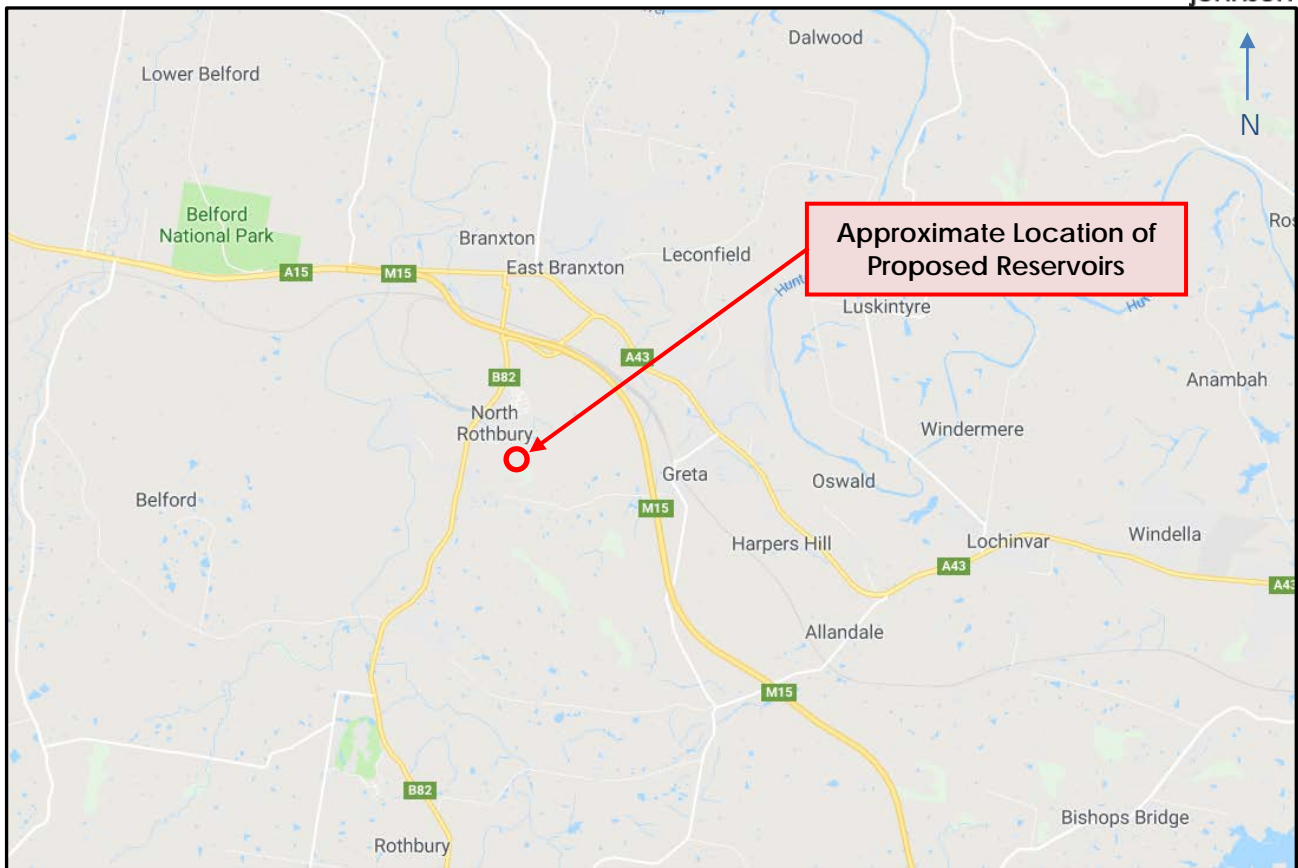 Dalwood
Lower Belford
N
Belford
National Park
Approximate Location of
Proposed Reservoirs
Branxton
East Branxton
Leconfield
A15
M15
Luskintyre
A43
B82
Anambah
North
Rothbury
Windermere
Greta
Oswald
Belford
M15
Harpers Hill
Lochinvar
Windella
A43
A43
Allandale
M15
B82
Bishops Bridge
Rothbury